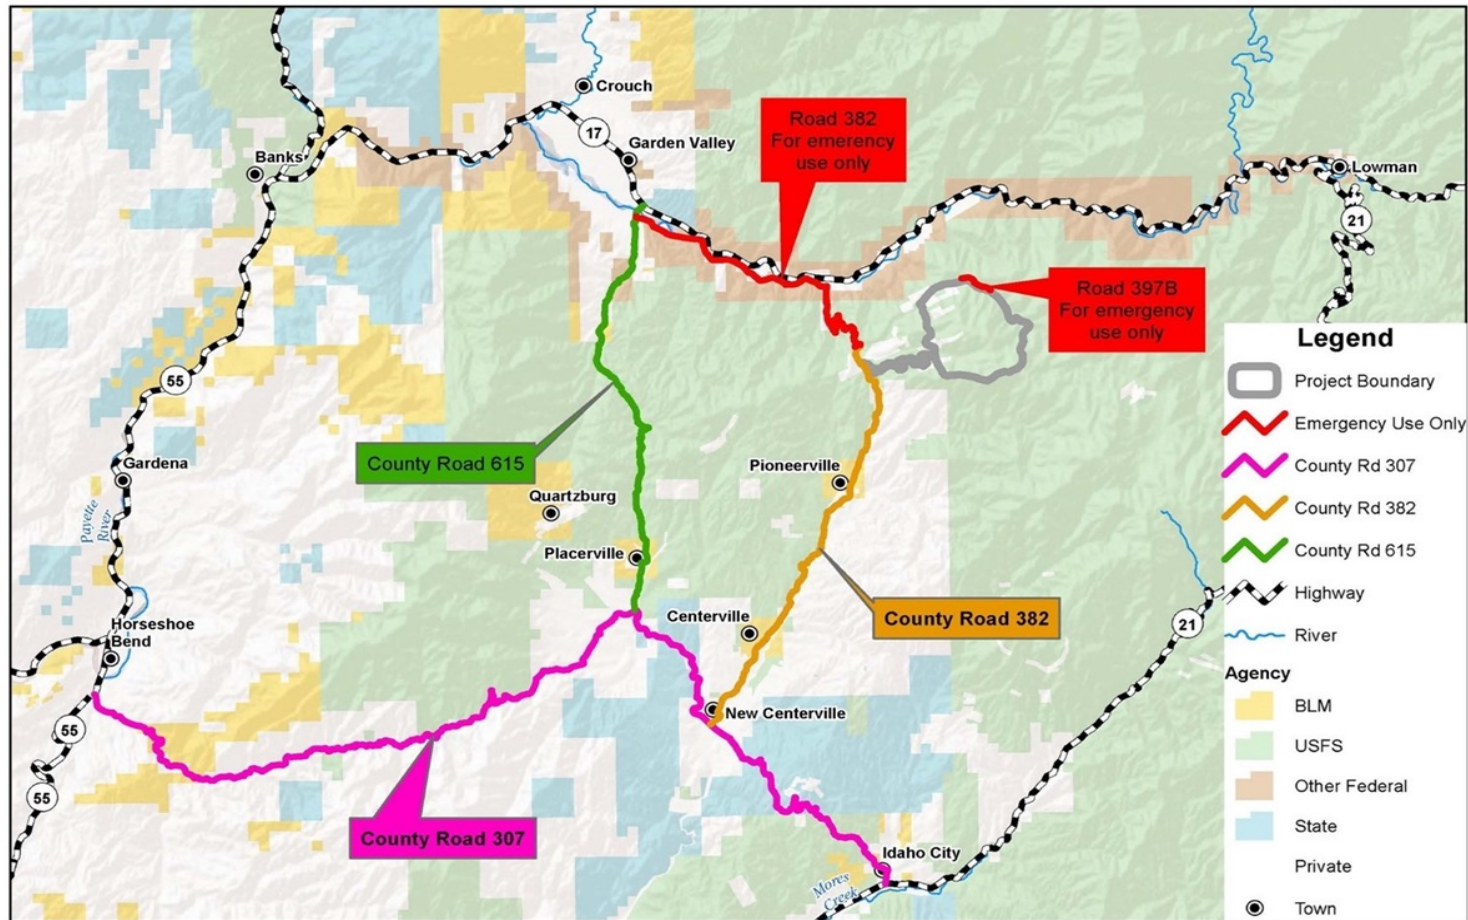 Crouch
17
Garden Valley
Banks
Road 382
For emerency
use only
Lowman
21
Road 397B
For emergency
use only
55
County Road 615
Gardena
Payette
River
Pioneerville
Quartzburg
Placerville
Centerville
County Road 382
Horseshoe
Bend
New Centerville
55
55
County Road 307
21
Idaho City
Mores
Creek
Legend
Project Boundary
Emergency Use Only
County Rd 307
County Rd 382
County Rd 615
Highway
River
Agency
BLM
USFS
Other Federal
State
Private
Town